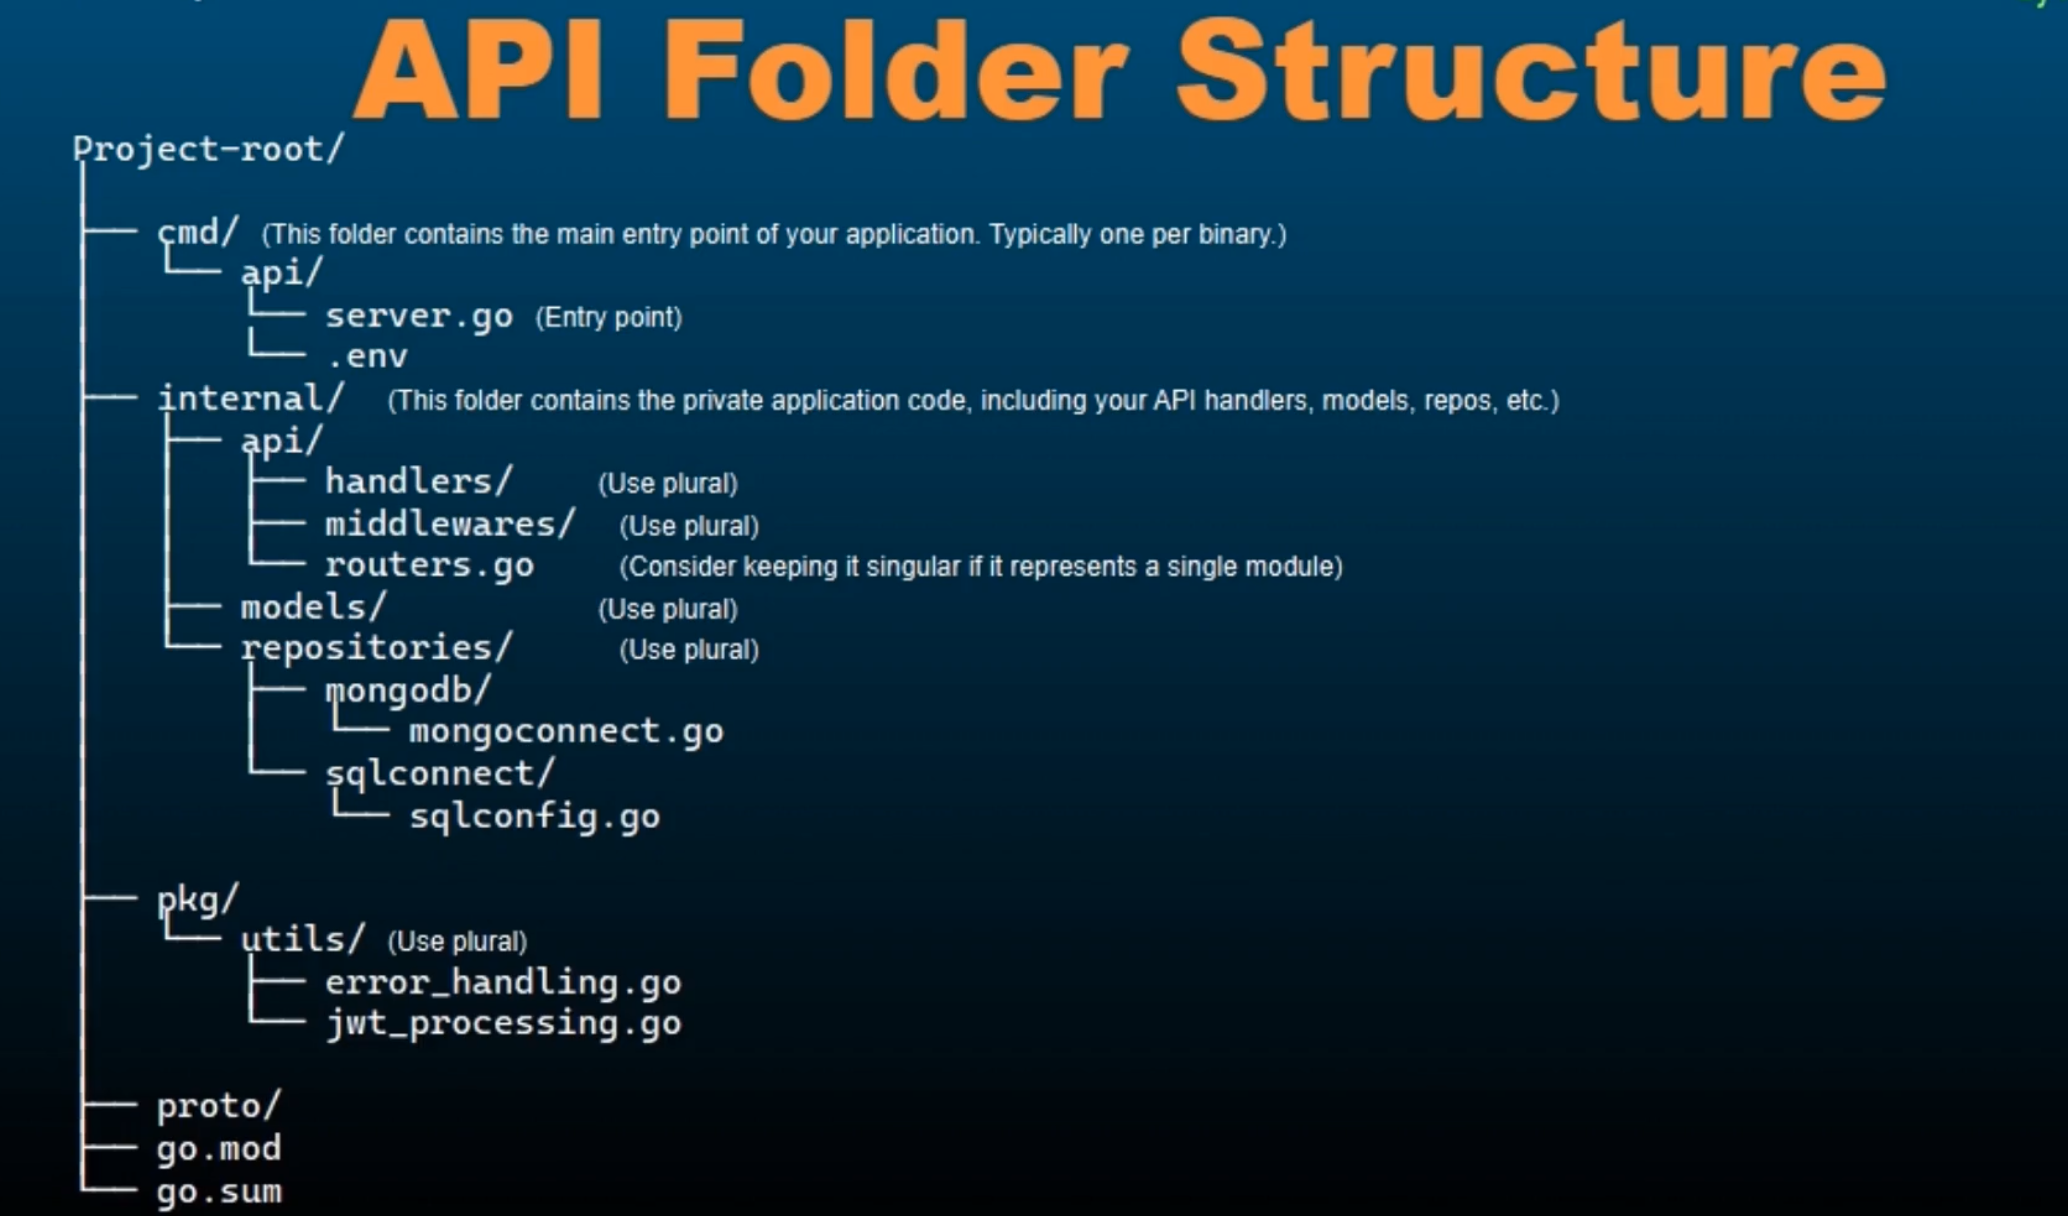 API Folder Structure
Project-root/
cmd/ (This folder contains the main entry point of your application. Typically one per binary.)
api/
server.go (Entry point)
.env
internal/ (This folder contains the private application code, including your API handlers, models, repos, etc.)
api/
handlers/ (Use plural)
middlewares/ (Use plural)
routers.go (Consider keeping it singular if it represents a single module)
models/ (Use plural)
repositories/ (Use plural)
mongodb/
mongoconnect.go
sqlconnect/
sqlconfig.go
pkg/
utils/ (Use plural)
error_handling.go
jwt_processing.go
proto/
go.mod
go.sum